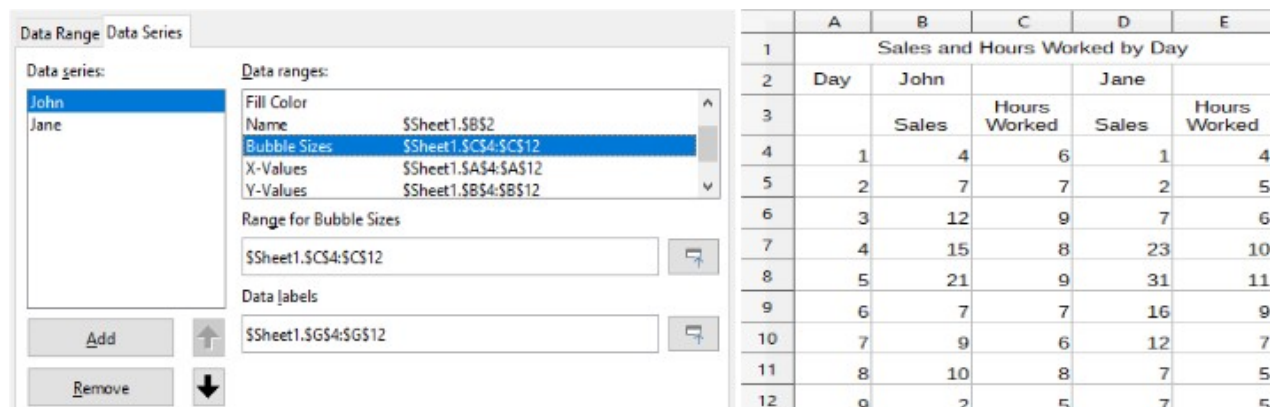 Data Range Data Series
Data series:
John
Jane
Add
Remove
Data ranges:
Fill Color
Name $Sheet1.$B$2
Bubble Sizes $Sheet1.$C$4:$C$12
X-Values $Sheet1.$A$4:$A$12
Y-Values $Sheet1.$B$4:$B$12
Range for Bubble Sizes
$Sheet1.$C$4:$C$12
Data labels
$Sheet1.$G$4:$G$12
A B C D E
1 Sales and Hours Worked by Day
2 Day John Jane
3 Sales Hours Worked Sales Hours Worked
4 1 4 6 1 4
5 2 7 7 2 5
6 3 12 9 7 6
7 4 15 8 23 10
8 5 21 9 31 11
9 6 7 7 16 9
10 7 9 6 12 7
11 8 10 8 7 5
12 9 2 5 7 5